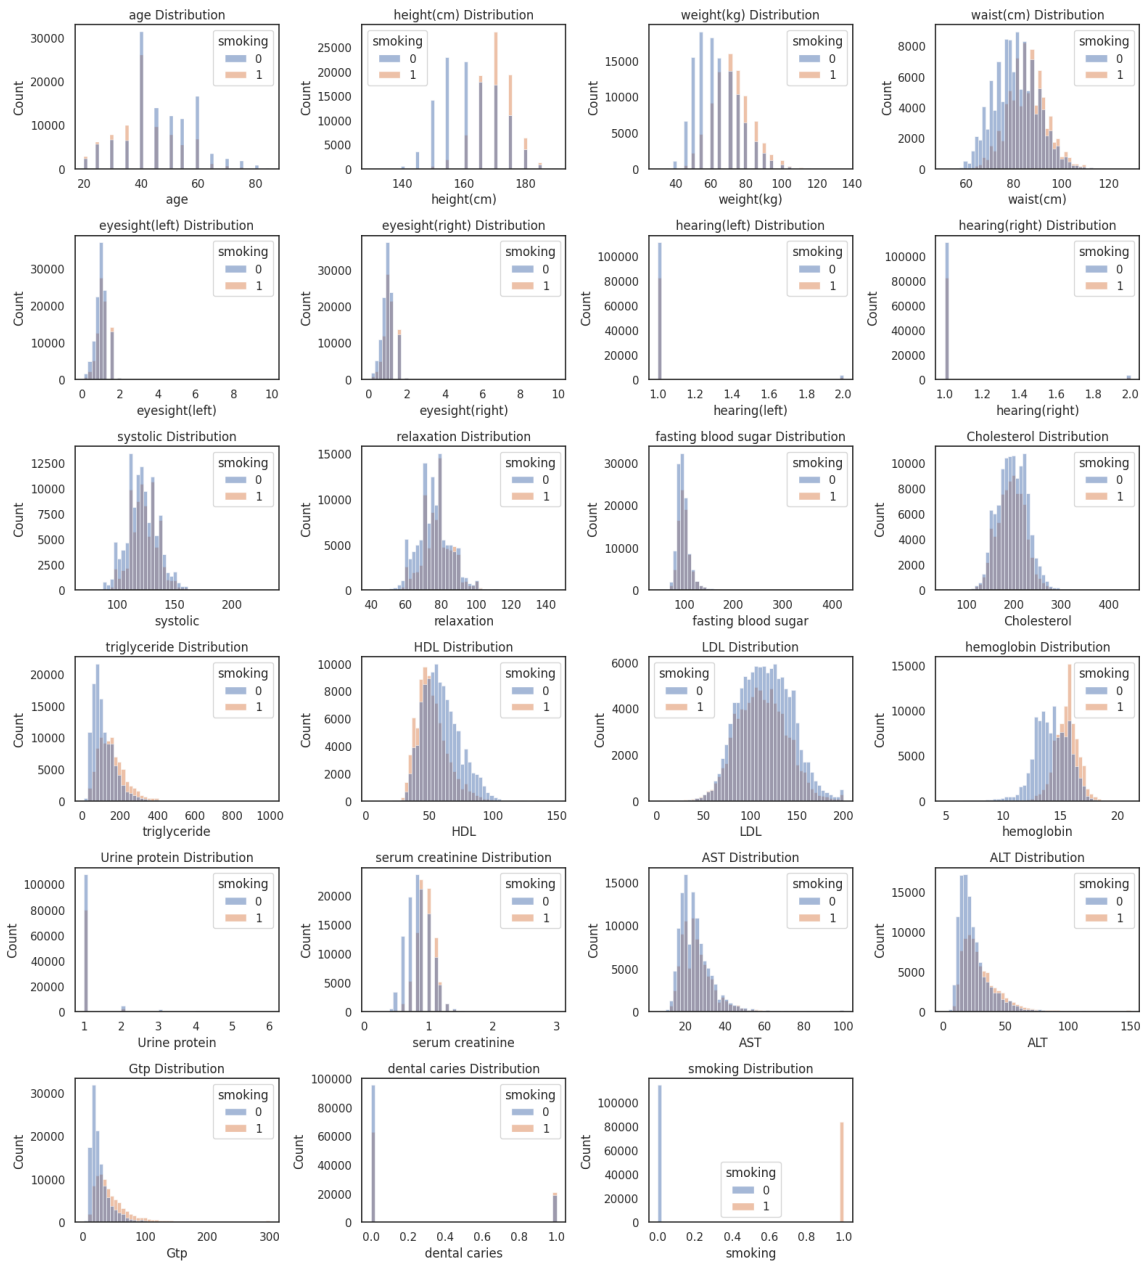 age Distribution
smoking
0
1
Count
30000
20000
10000
0
20 40 60 80
age
height(cm) Distribution
smoking
0
1
Count
25000
20000
15000
10000
5000
0
140 160 180
height(cm)
weight(kg) Distribution
smoking
0
1
Count
15000
10000
5000
0
40 60 80 100 120 140
weight(kg)
waist(cm) Distribution
smoking
0
1
Count
8000
6000
4000
2000
0
60 80 100 120
waist(cm)
eyesight(left) Distribution
smoking
0
1
Count
30000
20000
10000
0
0 2 4 6 8 10
eyesight(left)
eyesight(right) Distribution
smoking
0
1
Count
30000
20000
10000
0
0 2 4 6 8 10
eyesight(right)
hearing(left) Distribution
smoking
0
1
Count
100000
80000
60000
40000
20000
0
1.0 1.2 1.4 1.6 1.8 2.0
hearing(left)
hearing(right) Distribution
smoking
0
1
Count
100000
80000
60000
40000
20000
0
1.0 1.2 1.4 1.6 1.8 2.0
hearing(right)
systolic Distribution
smoking
0
1
Count
12500
10000
7500
5000
2500
0
100 150 200
systolic
relaxation Distribution
smoking
0
1
Count
15000
10000
5000
0
40 60 80 100 120 140
relaxation
fasting blood sugar Distribution
smoking
0
1
Count
30000
20000
10000
0
100 200 300 400
fasting blood sugar
Cholesterol Distribution
smoking
0
1
Count
10000
8000
6000
4000
2000
0
100 200 300 400
Cholesterol
triglyceride Distribution
smoking
0
1
Count
20000
15000
10000
5000
0
0 200 400 600 800 1000
triglyceride
HDL Distribution
smoking
0
1
Count
10000
8000
6000
4000
2000
0
0 50 100 150
HDL
LDL Distribution
smoking
0
1
Count
6000
4000
2000
0
0 50 100 150 200
LDL
hemoglobin Distribution
smoking
0
1
Count
15000
10000
5000
0
5 10 15 20
hemoglobin
Urine protein Distribution
smoking
0
1
Count
100000
80000
60000
40000
20000
0
1 2 3 4 5 6
Urine protein
serum creatinine Distribution
smoking
0
1
Count
20000
15000
10000
5000
0
0 1 2 3
serum creatinine
AST Distribution
smoking
0
1
Count
15000
10000
5000
0
20 40 60 80 100
AST
ALT Distribution
smoking
0
1
Count
15000
10000
5000
0
0 50 100 150
ALT
Gtp Distribution
smoking
0
1
Count
30000
20000
10000
0
0 100 200 300
Gtp
dental caries Distribution
smoking
0
1
Count
100000
80000
60000
40000
20000
0
0.0 0.2 0.4 0.6 0.8 1.0
dental caries
smoking Distribution
smoking
0
1
Count
100000
80000
60000
40000
20000
0
0.0 0.2 0.4 0.6 0.8 1.0
smoking